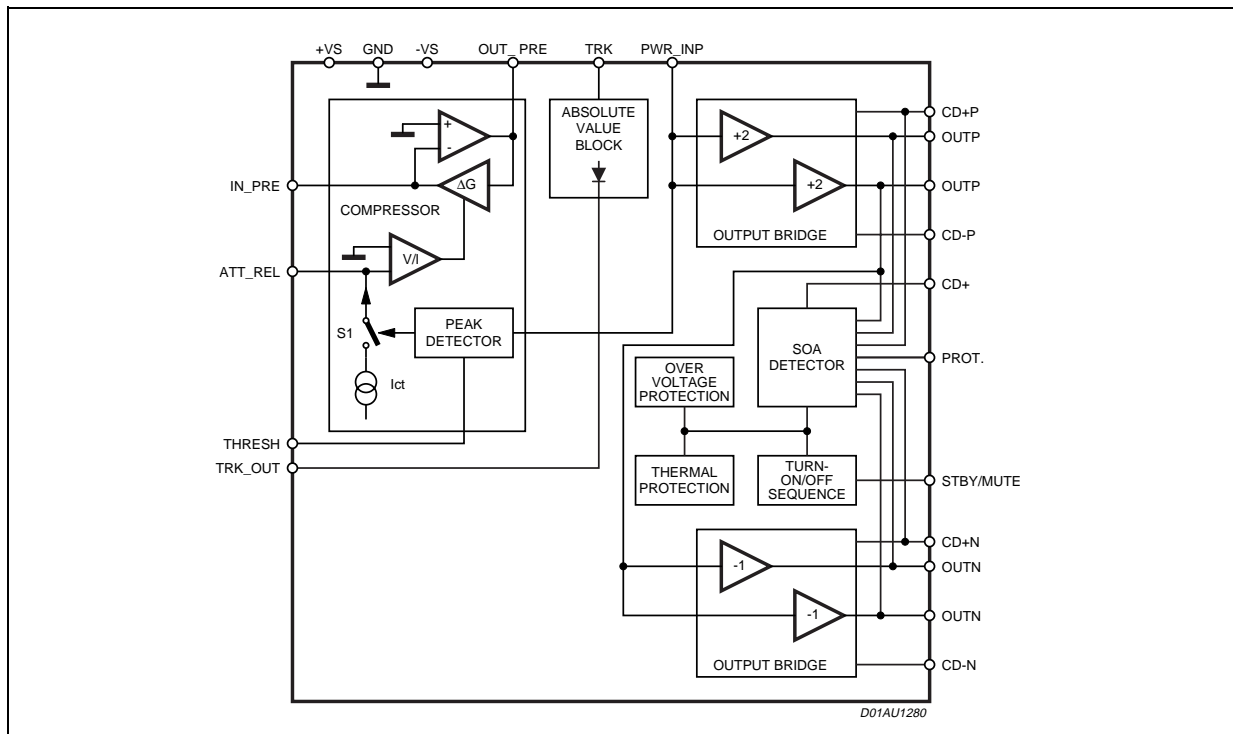 +VS GND -VS OUT_PRE TRK PWR_INP
ABSOLUTE
VALUE
BLOCK
+
-
ΔG
COMPRESSOR
V/I
S1
PEAK
DETECTOR
Ict
IN_PRE
ATT_REL
THRESH
TRK_OUT
+2
+2
OUTPUT BRIDGE
CD+P
OUTP
OUTP
CD-P
CD+
SOA
DETECTOR
PROT.
OVER
VOLTAGE
PROTECTION
THERMAL
PROTECTION
TURN-
ON/OFF
SEQUENCE
STBY/MUTE
-1
-1
OUTPUT BRIDGE
CD+N
OUTN
OUTN
CD-N
D01AU1280